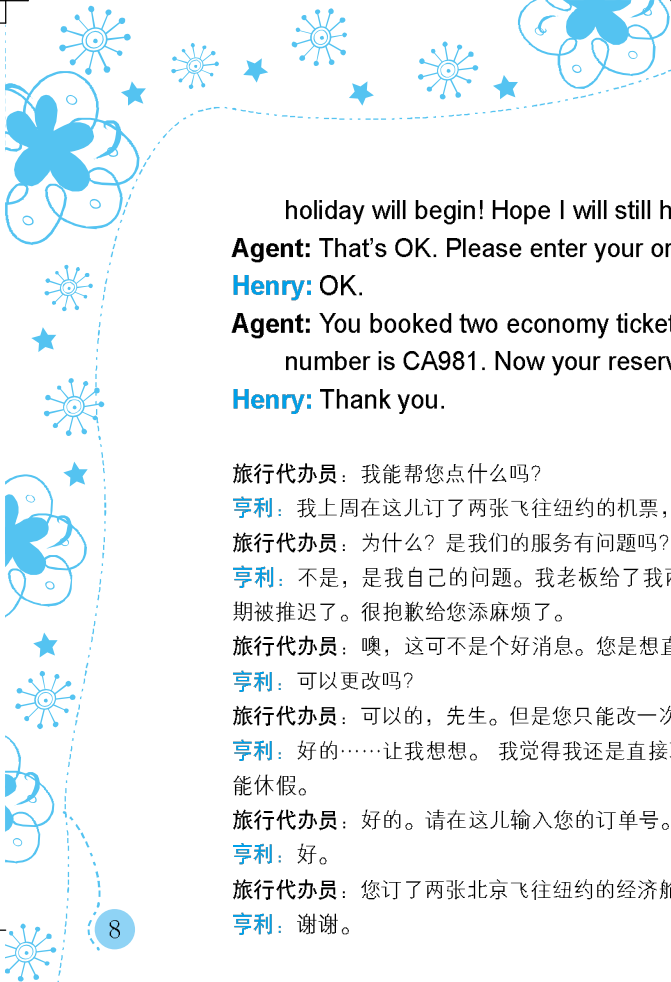 holiday will begin! Hope I will still
Agent: That's OK. Please enter your
Henry: OK.
Agent: You booked two economy
number is CA981. Now your
Henry: Thank you.
旅行代办员：我能帮您点什么吗？
亨利：我上周在这儿订了两张飞往纽约的机票，
旅行代办员：为什么？是我们的服务有问题吗？
亨利：不是，是我自己的问题。我老板给了我
期被推迟了。很抱歉给您添麻烦了。
旅行代办员：噢，这可不是个好消息。您是想
亨利：可以更改吗？
旅行代办员：可以的，先生。但是您只能改一次
亨利：好的……让我想想。 我觉得我还是直接
能休假。
旅行代办员：好的。请在这儿输入您的订单号。
亨利：好。
旅行代办员：您订了两张北京飞往纽约的经济舱
亨利：谢谢。
8